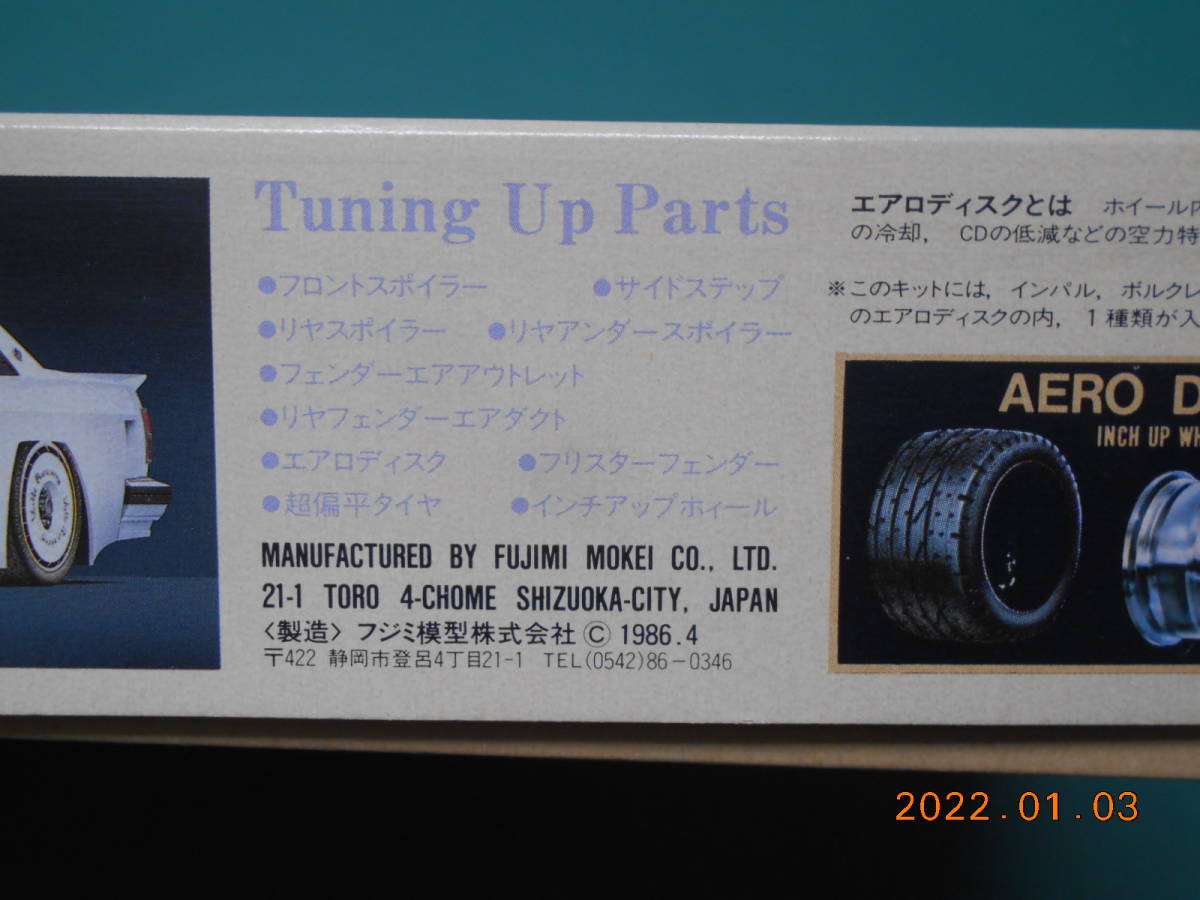 Tuning Up Parts
●フロントスポイラー ●サイドステップ
●リヤスポイラー ●リヤアンダースポイラー
●フェンダーエアアウトレット
●リヤフェンダーエアダクト
●エアロディスク ●フリスターフェンダー
●超偏平タイヤ ●インチアップホィール
MANUFACTURED BY FUJIMI MOKEI CO., LTD.
21-1 TORO 4-CHOME SHIZUOKA-CITY, JAPAN
〈製造〉フジミ模型株式会社 © 1986.4
〒422 静岡市登呂4丁目21-1 TEL(0542)86-0346
エアロディスクとは ホイール内
の冷却, CDの低減などの空力特
※このキットには, インパル, ボルクレ
のエアロディスクの内, 1種類が入
AERO D
INCH UP WH
2022.01.03